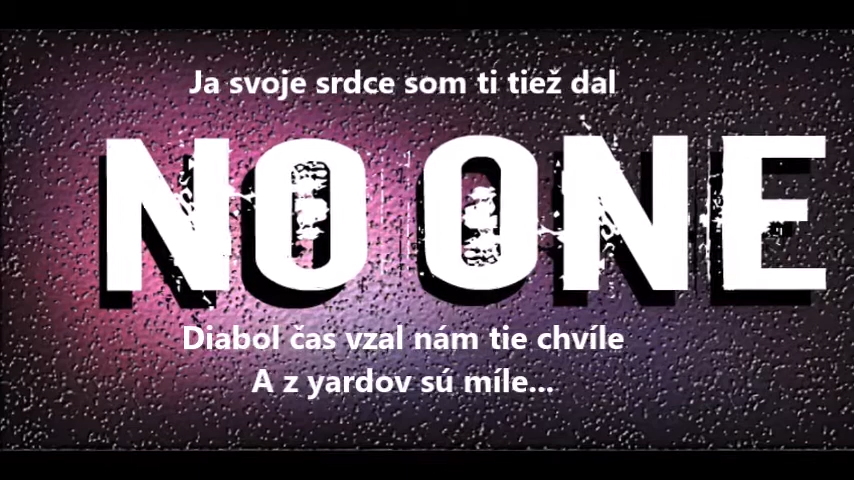 Ja svoje srdce som ti tiež dal
NO ONE
Diabol čas vzal nám tie chvíle
A z yardov sú míle...